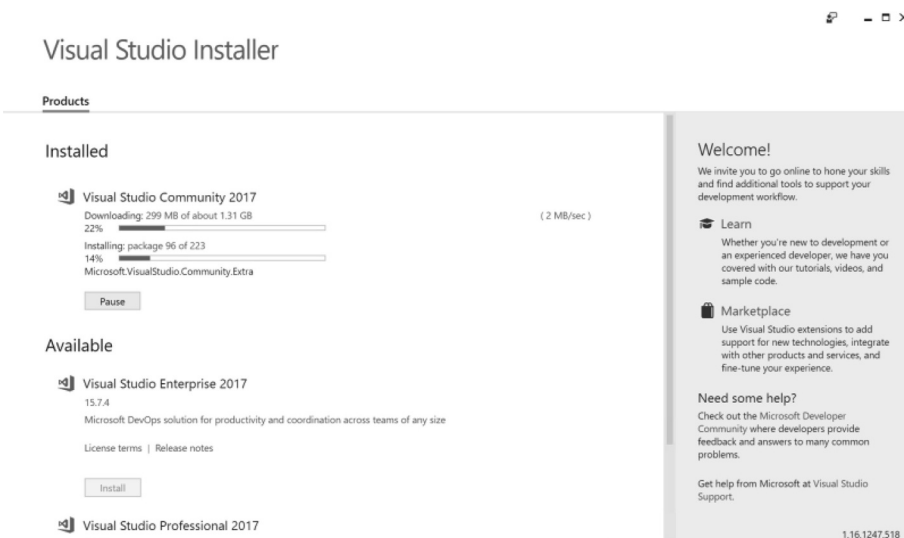 Visual Studio Installer
Products
Installed
Visual Studio Community 2017
Downloading: 299 MB of about 1.31 GB
( 2 MB/sec )
22%
Installing: package 96 of 223
14%
Microsoft.VisualStudio.Community.Extra
Pause
Available
Visual Studio Enterprise 2017
15.7.4
Microsoft DevOps solution for productivity and coordination across teams of any size
License terms | Release notes
Install
Visual Studio Professional 2017
Welcome!
We invite you to go online to hone your skills
and find additional tools to support your
development workflow.
Learn
Whether you're new to development or
an experienced developer, we have you
covered with our tutorials, videos, and
sample code.
Marketplace
Use Visual Studio extensions to add
support for new technologies, integrate
with other products and services, and
fine-tune your experience.
Need some help?
Check out the Microsoft Developer
Community where developers provide
feedback and answers to many common
problems.
Get help from Microsoft at Visual Studio
Support.
1.16.1247.518